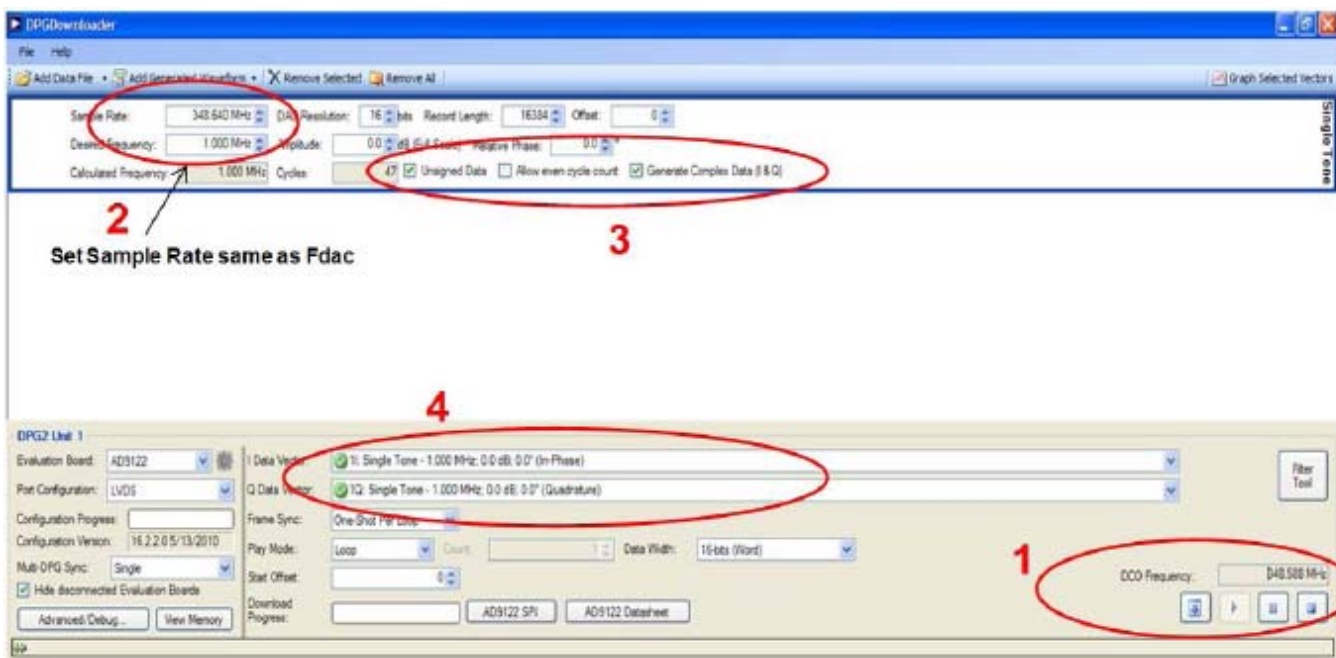 DPGDownloader
File Help
Add Data File Add Generated Waveform Remove Selected Remove All Graph Selected Vectors
Sample Rate: 348.640 MHz DAC Resolution: 16 bits Record Length: 16384 Offset: 0
Desired Frequency: 1.000 MHz Amplitude: 0.0 dB (Full Scale) Relative Phase: 0.0 °
Calculated Frequency: 1.000 MHz Cycles 47 Unsigned Data Allow even cycle count Generate Complex Data (I & Q)
Single Tone
2
3
Set Sample Rate same as Fdac
4
DPG2 Unit 1
Evaluation Board: AD9122 I Data Vector: 1I: Single Tone - 1.000 MHz; 0.0 dB; 0.0° (In-Phase)
Port Configuration: LVDS Q Data Vector: 1Q: Single Tone - 1.000 MHz; 0.0 dB; 0.0° (Quadrature)
Filter Tool
Configuration Progress: Frame Sync: One-Shot Per Loop
Configuration Version: 16.2.2.0 5/13/2010 Play Mode: Loop Count: 1 Data Width: 16-bits (Word)
1
Multi-DPG Sync: Single Start Offset: 0 DCO Frequency:
Hide disconnected Evaluation Boards
Advanced/Debug... View Memory Download Progress: AD9122 SPI AD9122 Datasheet